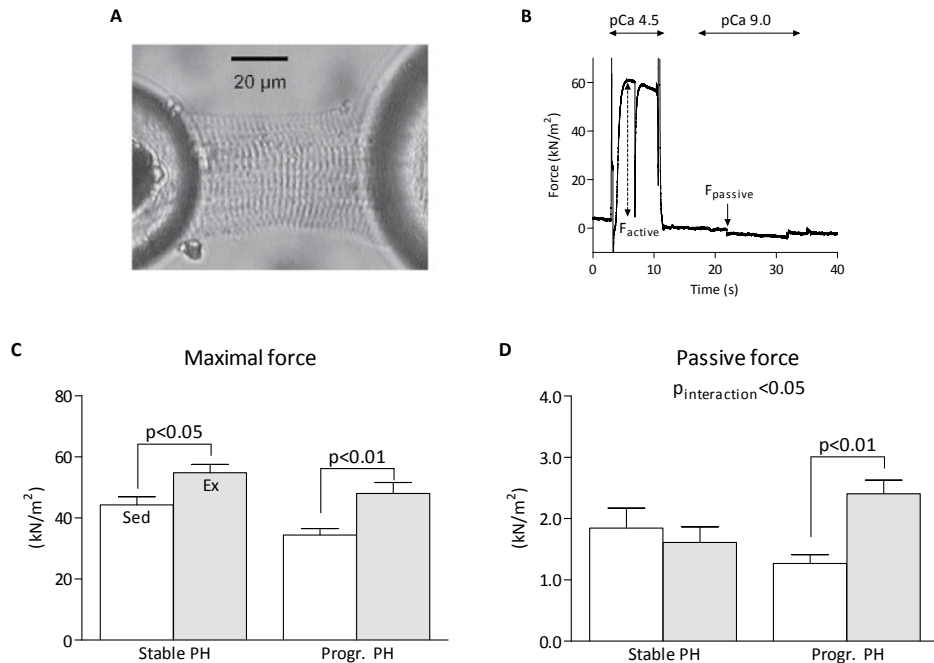 A
20 μm
B
pCa 4.5
pCa 9.0
60
40
20
0
Force (kN/m²)
Fpassive
Factive
0
10
20
30
40
Time (s)
C
Maximal force
80
60
40
20
0
(kN/m²)
p<0.05
p<0.01
Sed
Ex
Stable PH
Progr. PH
D
Passive force
pinteraction<0.05
4.0
3.0
2.0
1.0
0.0
(kN/m²)
p<0.01
Stable PH
Progr. PH